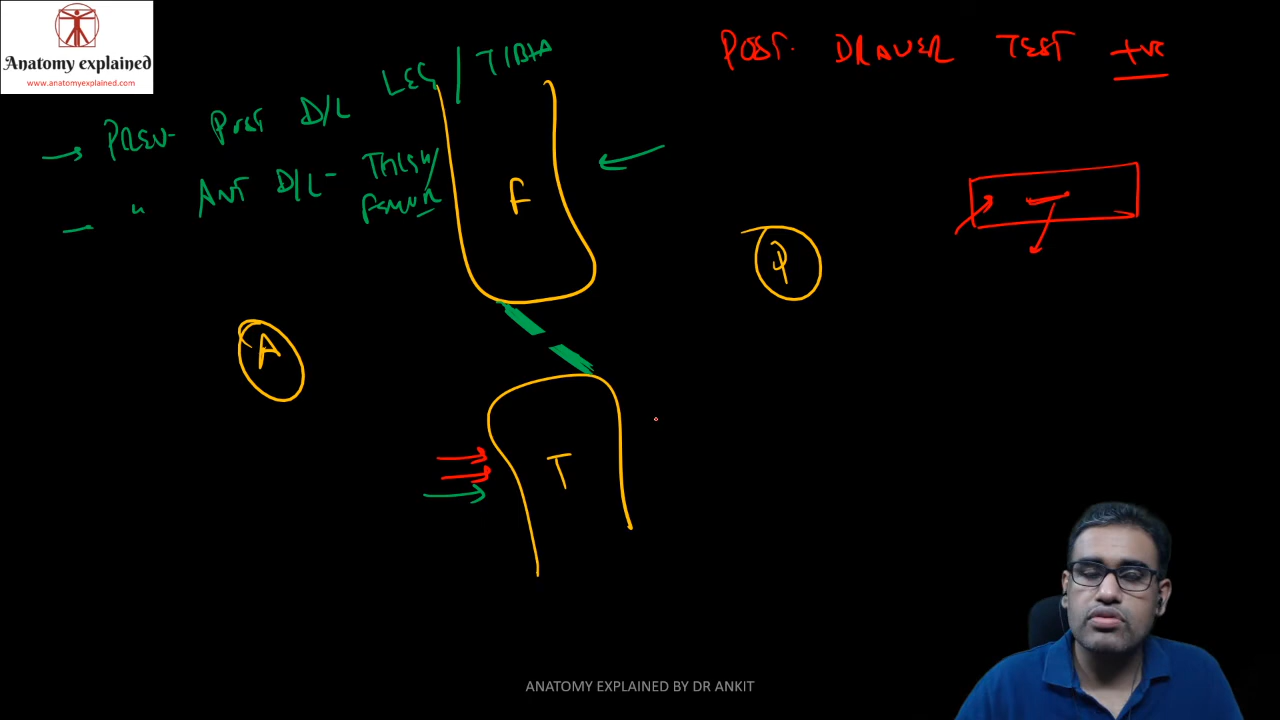 Anatomy explained
www.anatomyexplained.com
POST. DRAWER TEST +VE
→ PREV- POST D/L LEG / TIBIA
— " ANT D/L - THIGH/
FEMUR
F
P
A
T
ANATOMY EXPLAINED BY DR ANKIT